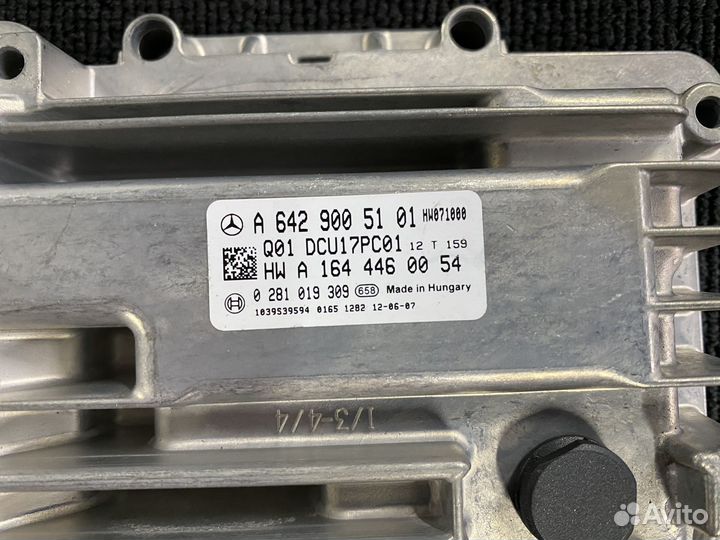 A 642 900 51 01 HW071000
Q01 DCU17PC01 12 T 159
HW A 164 446 00 54
0 281 019 309 658 Made in Hungary
1039S39594 0165 1282 12-06-07
1/3-4/4
Avito